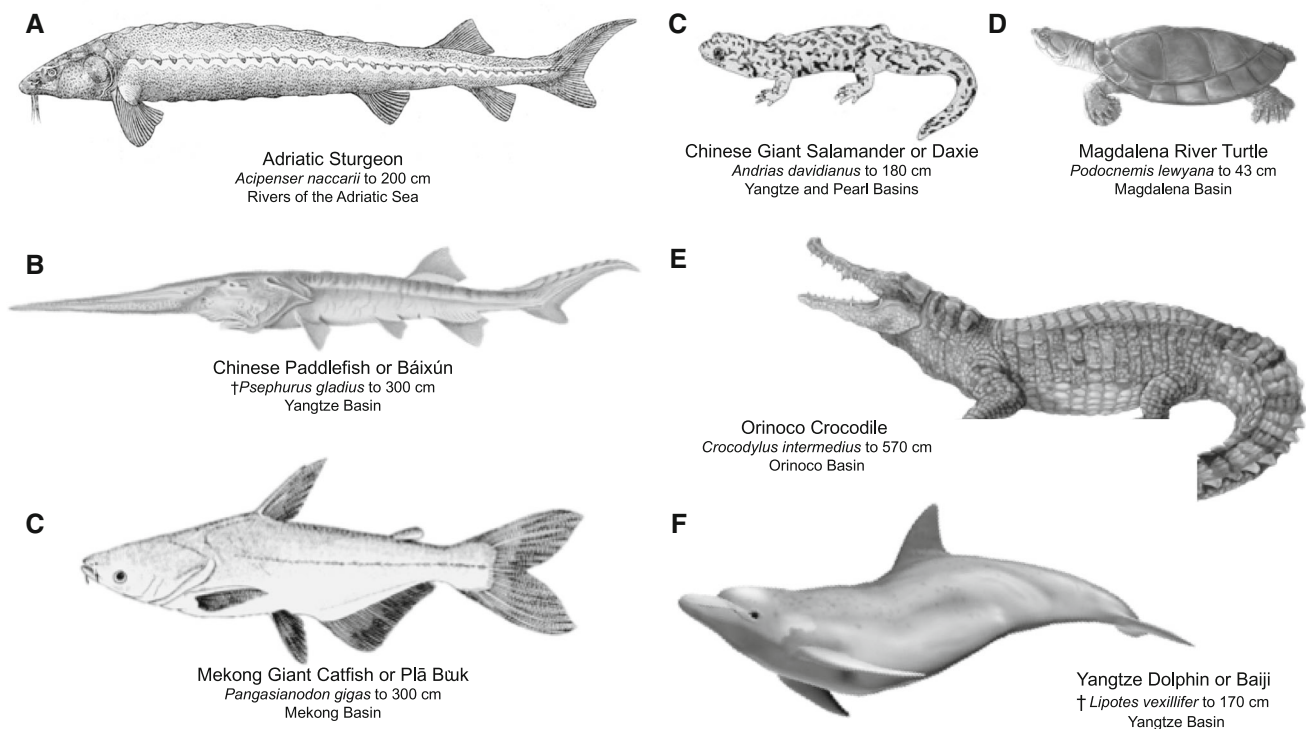 A
Adriatic Sturgeon
Acipenser naccarii to 200 cm
Rivers of the Adriatic Sea
B
Chinese Paddlefish or Báixún
†Psephurus gladius to 300 cm
Yangtze Basin
C
Mekong Giant Catfish or Plā Bừuk
Pangasianodon gigas to 300 cm
Mekong Basin
C
Chinese Giant Salamander or Daxie
Andrias davidianus to 180 cm
Yangtze and Pearl Basins
D
Magdalena River Turtle
Podocnemis lewyana to 43 cm
Magdalena Basin
E
Orinoco Crocodile
Crocodylus intermedius to 570 cm
Orinoco Basin
F
Yangtze Dolphin or Baiji
† Lipotes vexillifer to 170 cm
Yangtze Basin